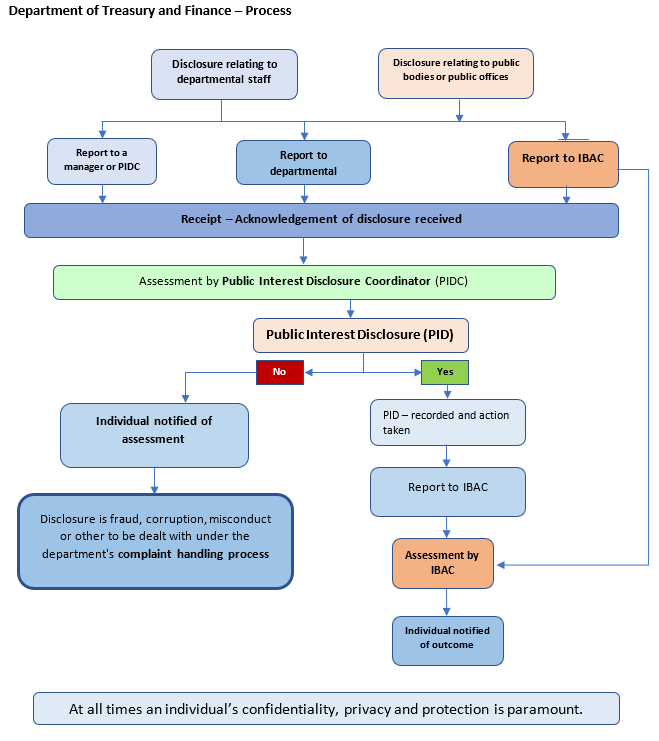 Department of Treasury and Finance – Process
Disclosure relating to
departmental staff
Disclosure relating to public
bodies or public offices
Report to a
manager or PIDC
Report to
departmental
Report to IBAC
Receipt – Acknowledgement of disclosure received
Assessment by Public Interest Disclosure Coordinator (PIDC)
Public Interest Disclosure (PID)
No
Yes
Individual notified of
assessment
PID – recorded and action
taken
Report to IBAC
Disclosure is fraud, corruption, misconduct
or other to be dealt with under the
department's complaint handling process
Assessment by
IBAC
Individual notified
of outcome
At all times an individual’s confidentiality, privacy and protection is paramount.